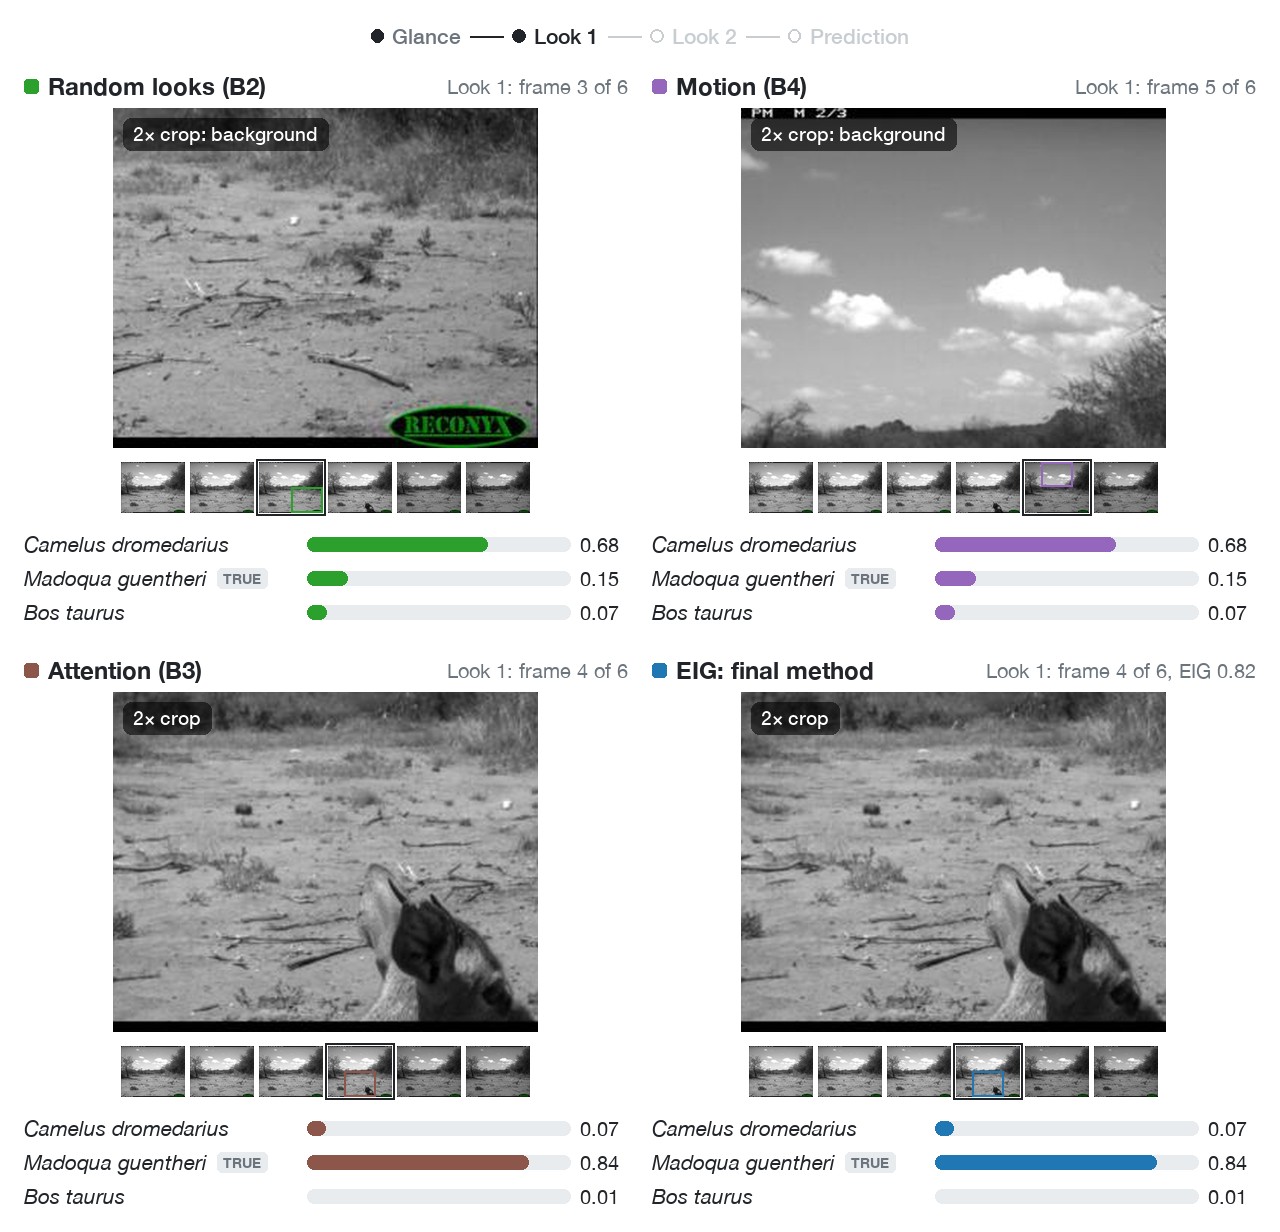 Glance
Look 1
Look 2
Prediction
Random looks (B2)
Look 1: frame 3 of 6
2× crop: background
RECONYX
Camelus dromedarius 0.68
Madoqua guentheri TRUE 0.15
Bos taurus 0.07
Motion (B4)
Look 1: frame 5 of 6
PM M 2/3
2× crop: background
Camelus dromedarius 0.68
Madoqua guentheri TRUE 0.15
Bos taurus 0.07
Attention (B3)
Look 1: frame 4 of 6
2× crop
Camelus dromedarius 0.07
Madoqua guentheri TRUE 0.84
Bos taurus 0.01
EIG: final method
Look 1: frame 4 of 6, EIG 0.82
2× crop
Camelus dromedarius 0.07
Madoqua guentheri TRUE 0.84
Bos taurus 0.01